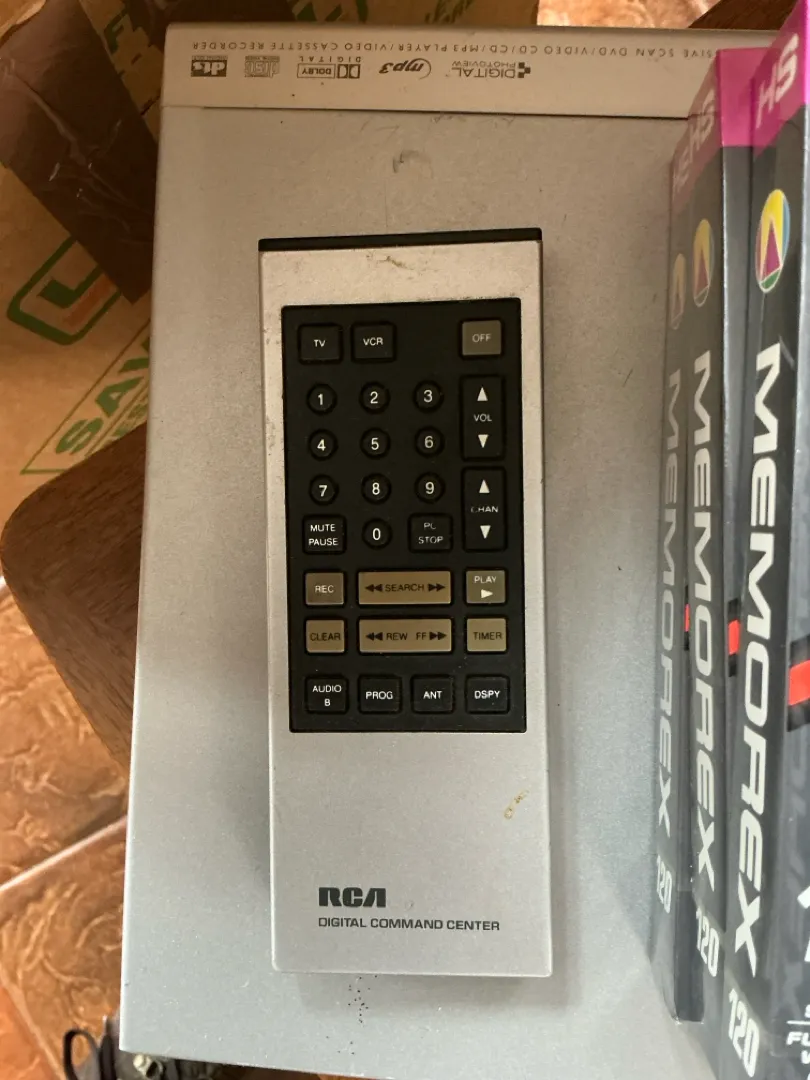 SIVE SCAN DVD/VIDEO CD/CD/MP3 PLAYER/VIDEO CASSETTE RECORDER
DIGITAL
PHOTOVIEW
mp3
DOLBY
DIGITAL
dts
TV VCR OFF
1 2 3
VOL
4 5 6
7 8 9
CHAN
MUTE
PAUSE
0
STOP
REC
SEARCH
PLAY
CLEAR
REW FF
TIMER
AUDIO
B
PROG
ANT
DSPY
RCA
DIGITAL COMMAND CENTER
HS
MEMOREX
120
HS
MEMOREX
120
HS
MEMOREX
120
SAV